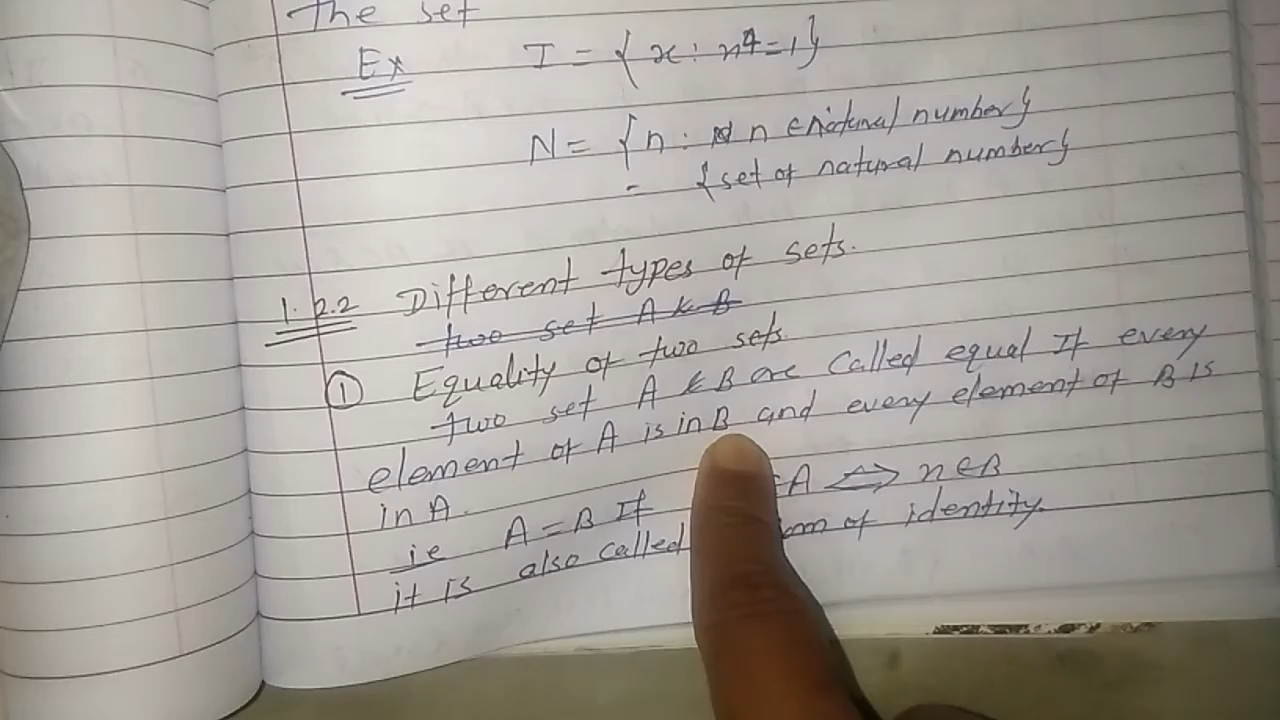 The set
Ex I = {x : x⁴ = 1}
N = {n : n ∈ natural number}
= {set of natural number}
1.2.2 Different types of sets.
two set A & B
① Equality of two sets.
two set A & B are called equal If every
element of A is in B and every element of B is
in A.
ie A = B If ∈ A ⇔ x ∈ B
it is also called of identity.